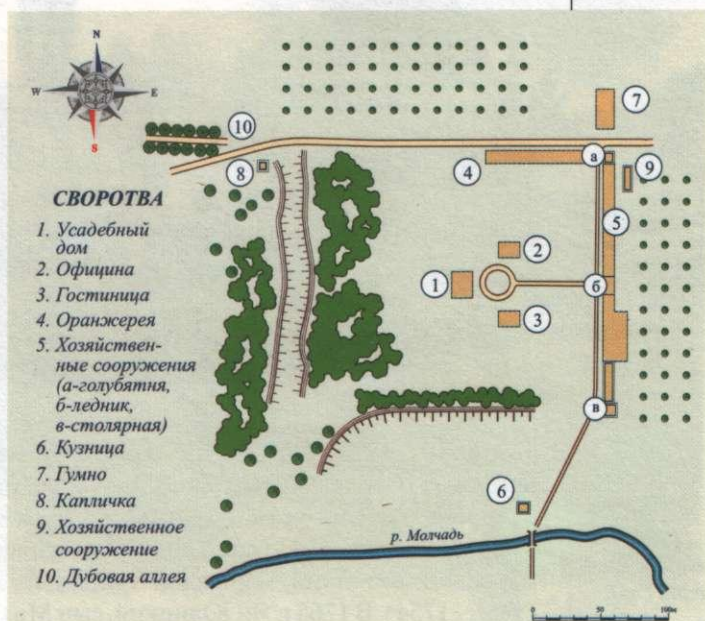 N
W
E
S
СВОРОТВА
1. Усадебный
дом
2. Официна
3. Гостиница
4. Оранжерея
5. Хозяйствен-
ные сооружения
(а-голубятня,
б-ледник,
в-столярная)
6. Кузница
7. Гумно
8. Капличка
9. Хозяйственное
сооружение
10. Дубовая аллея
10
7
8
4
а
9
5
2
1
б
3
в
6
р. Молчадь
0 50 100м